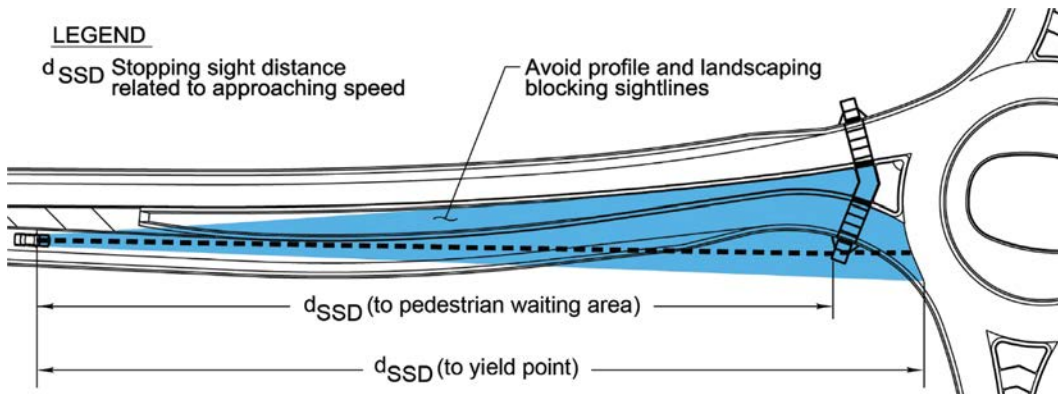 LEGEND
dSSD Stopping sight distance
related to approaching speed
Avoid profile and landscaping
blocking sightlines
dSSD (to pedestrian waiting area)
dSSD (to yield point)